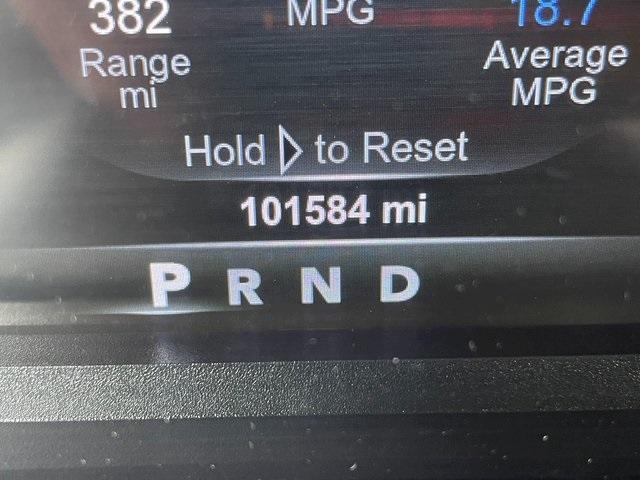 382 MPG 18.7
Range Average
mi MPG
Hold to Reset
101584 mi
P R N D